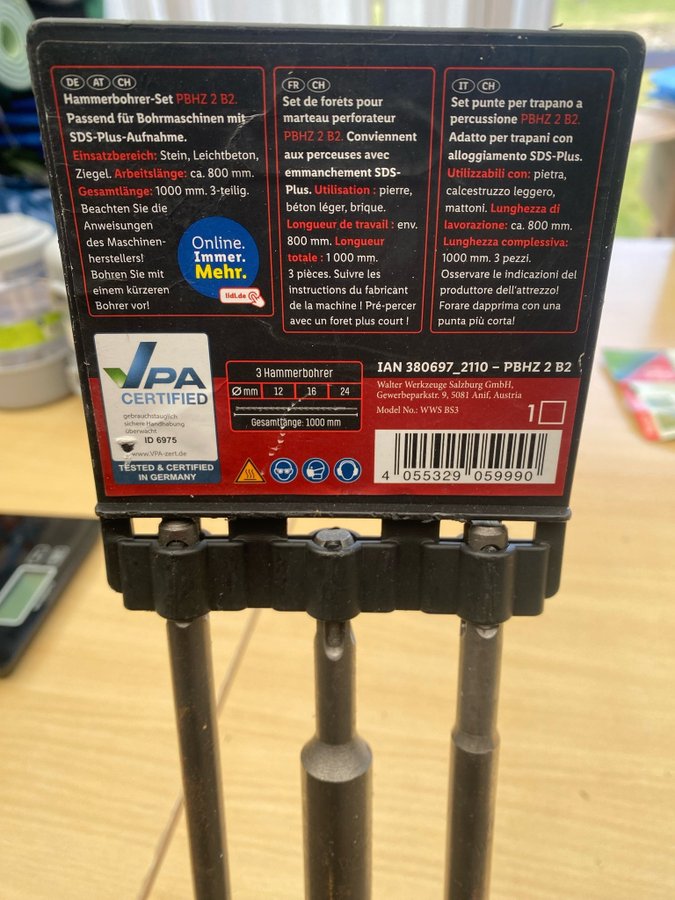 DE AT CH
Hammerbohrer-Set PBHZ 2 B2.
Passend für Bohrmaschinen mit
SDS-Plus-Aufnahme.
Einsatzbereich: Stein, Leichtbeton,
Ziegel. Arbeitslänge: ca. 800 mm.
Gesamtlänge: 1000 mm. 3-teilig.
Beachten Sie die
Anweisungen
des Maschinen-
herstellers!
Bohren Sie mit
einem kürzeren
Bohrer vor!
Online.
Immer.
Mehr.
lidl.de
FR CH
Set de forêts pour
marteau perforateur
PBHZ 2 B2. Conviennent
aux perceuses avec
emmanchement SDS-
Plus. Utilisation : pierre,
béton léger, brique.
Longueur de travail : env.
800 mm. Longueur
totale : 1 000 mm.
3 pièces. Suivre les
instructions du fabricant
de la machine ! Pré-percer
avec un foret plus court !
IT CH
Set punte per trapano a
percussione PBHZ 2 B2.
Adatto per trapani con
alloggiamento SDS-Plus.
Utilizzabili con: pietra,
calcestruzzo leggero,
mattoni. Lunghezza di
lavorazione: ca. 800 mm.
Lunghezza complessiva:
1000 mm. 3 pezzi.
Osservare le indicazioni del
produttore dell'attrezzo!
Forare dapprima con una
punta più corta!
VPA
CERTIFIED
gebrauchstauglich
sichere Handhabung
überwacht
ID 6975
www.VPA-zert.de
TESTED & CERTIFIED
IN GERMANY
3 Hammerbohrer
Ø mm 12 16 24
Gesamtlänge: 1000 mm
IAN 380697_2110 – PBHZ 2 B2
Walter Werkzeuge Salzburg GmbH,
Gewerbeparkstr. 9, 5081 Anif, Austria
Model No.: WWS BS3
1
4 055329 059990